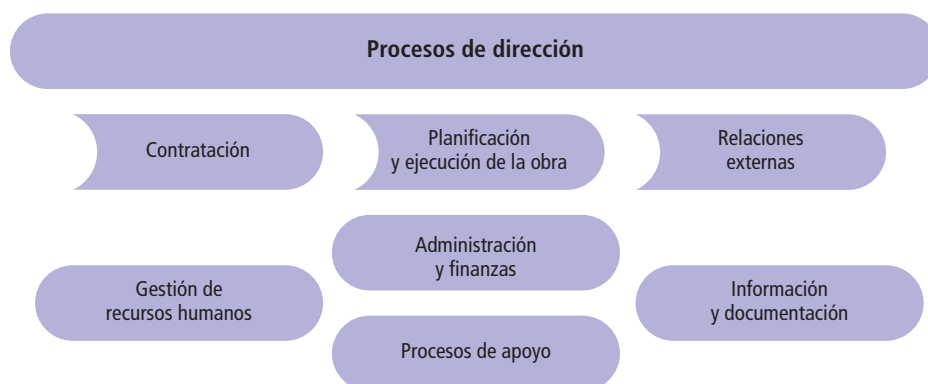 Procesos de dirección
Contratación
Planificación
y ejecución de la obra
Relaciones
externas
Administración
y finanzas
Gestión de
recursos humanos
Información
y documentación
Procesos de apoyo